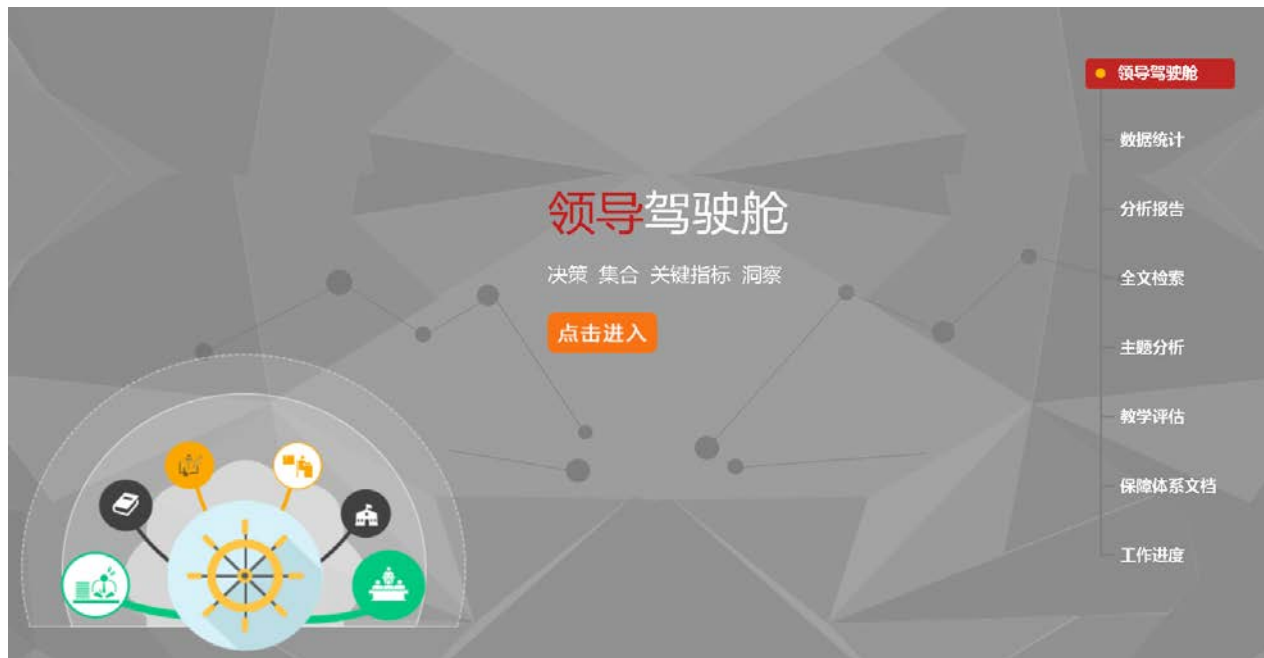 领导驾驶舱
决策 集合 关键指标 洞察
点击进入
领导驾驶舱
数据统计
分析报告
全文检索
主题分析
教学评估
保障体系文档
工作进度